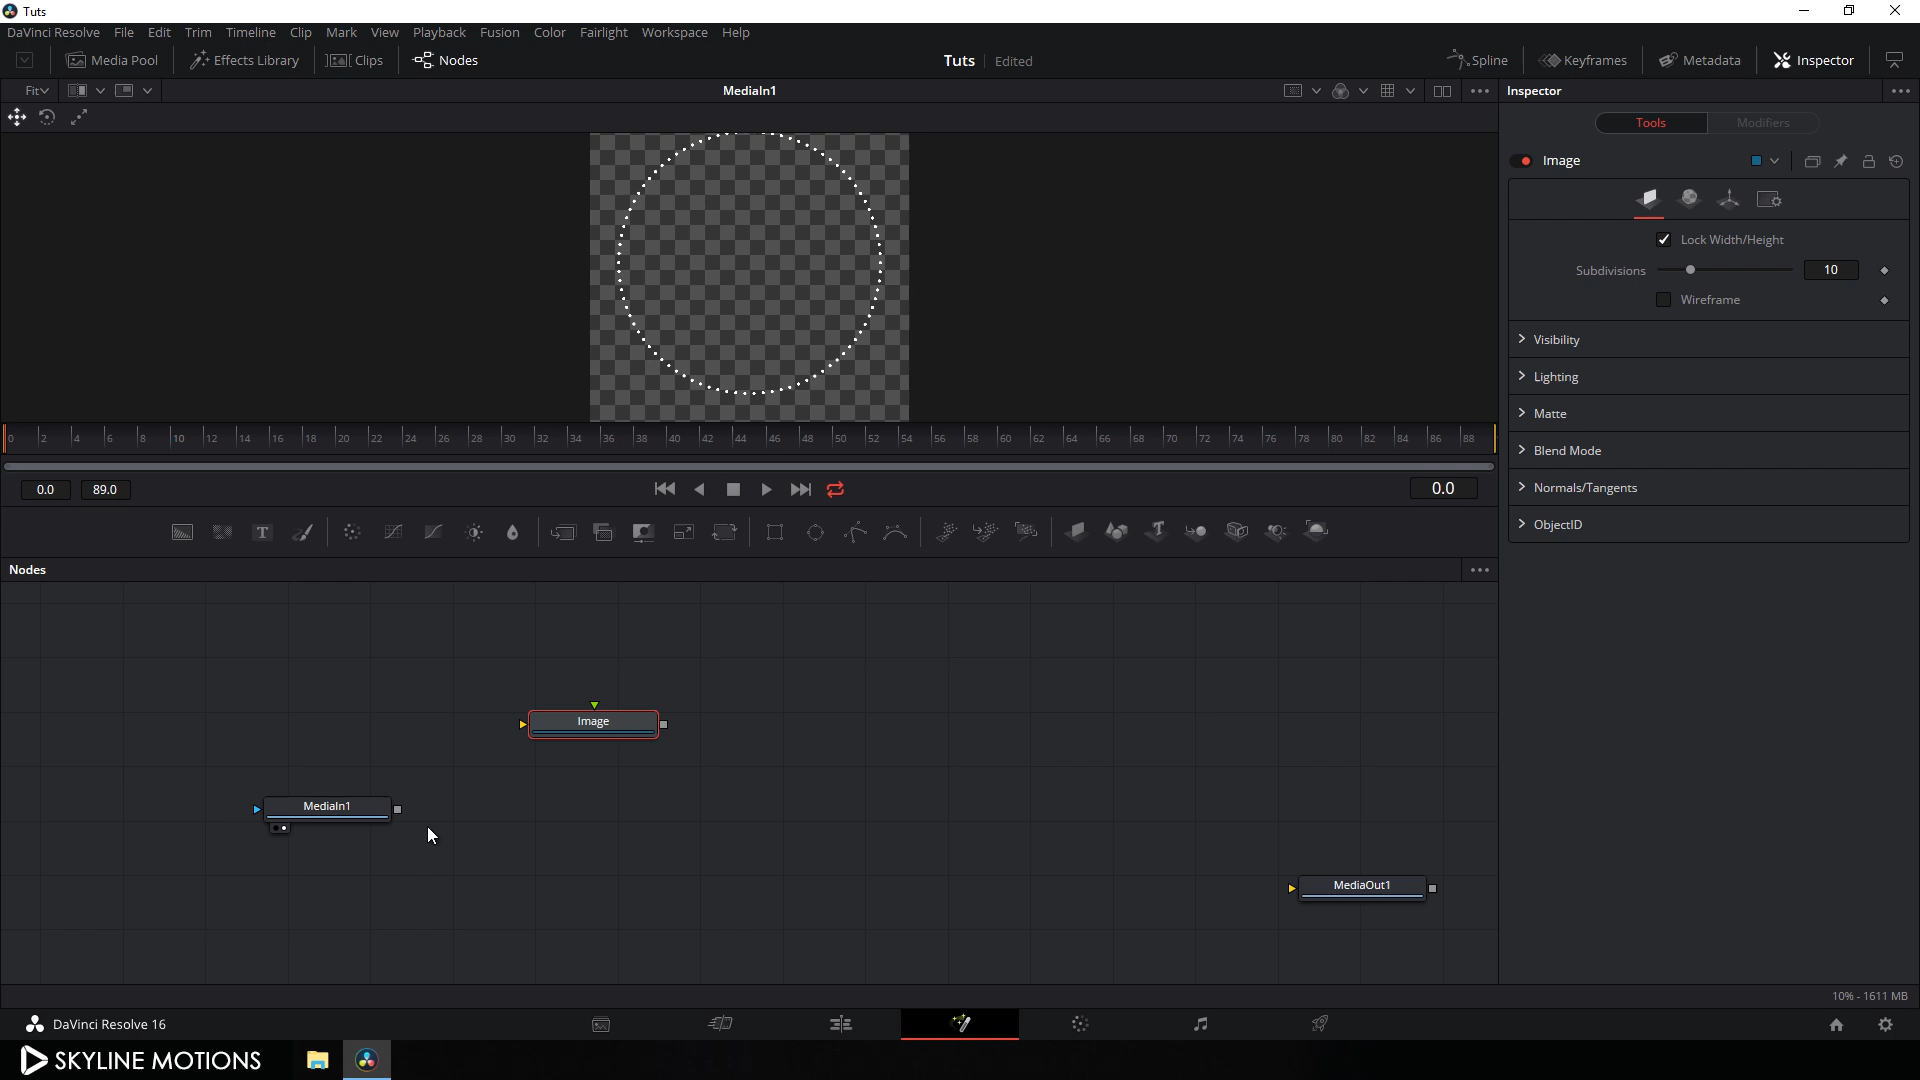 Tuts
DaVinci Resolve File Edit Trim Timeline Clip Mark View Playback Fusion Color Fairlight Workspace Help
Media Pool Effects Library Clips Nodes Tuts Edited Spline Keyframes Metadata Inspector
Fit MediaIn1 Inspector
Tools Modifiers
Image
Lock Width/Height
Subdivisions 10
Wireframe
Visibility
Lighting
Matte
Blend Mode
Normals/Tangents
ObjectID
0 2 4 6 8 10 12 14 16 18 20 22 24 26 28 30 32 34 36 38 40 42 44 46 48 50 52 54 56 58 60 62 64 66 68 70 72 74 76 78 80 82 84 86 88
0.0 89.0 0.0
Nodes
Image
MediaIn1
MediaOut1
10% - 1611 MB
DaVinci Resolve 16
SKYLINE MOTIONS